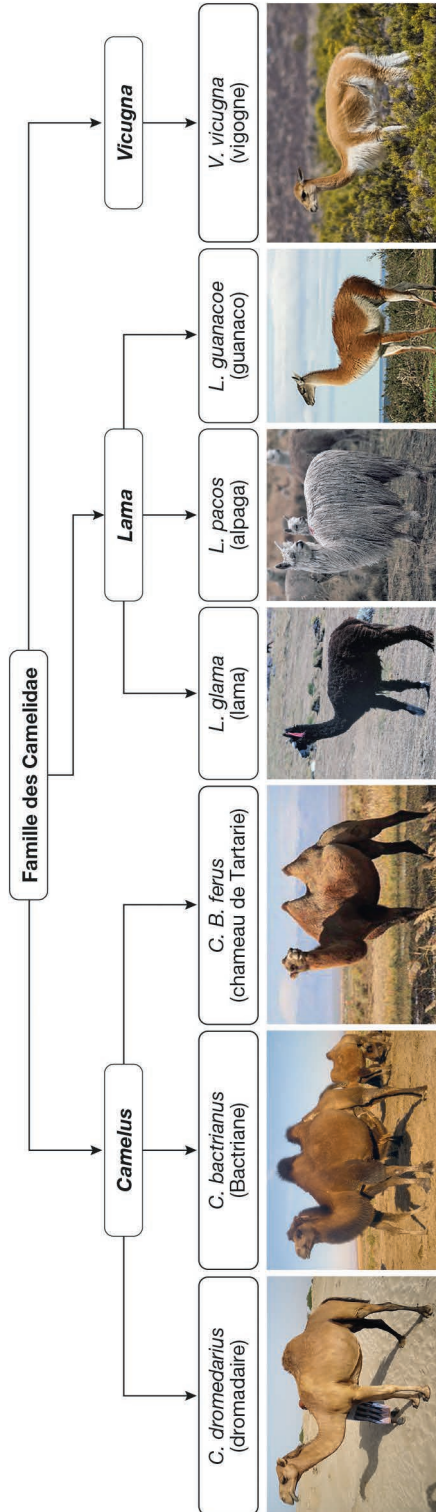 Famille des Camelidae
Camelus
Lama
Vicugna
C. dromedarius
(dromadaire)
C. bactrianus
(Bactriane)
C. B. ferus
(chameau de Tartarie)
L. glama
(lama)
L. pacos
(alpaga)
L. guanacoe
(guanaco)
V. vicugna
(vigogne)